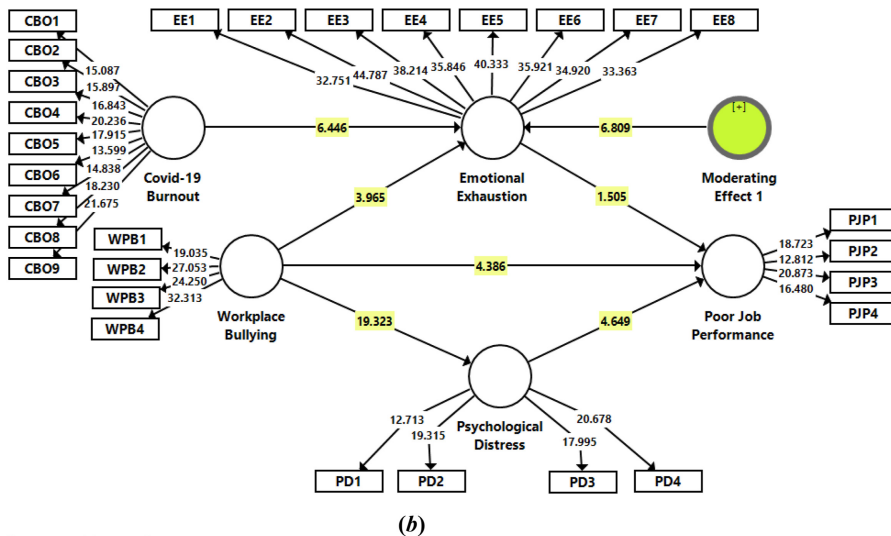 CBO1
CBO2
CBO3
CBO4
CBO5
CBO6
CBO7
CBO8
CBO9
15.087
15.897
16.843
20.236
17.915
13.599
14.838
18.230
21.675
Covid-19
Burnout
EE1
EE2
EE3
EE4
EE5
EE6
EE7
EE8
32.751
44.787
38.214
35.846
40.333
35.921
34.920
33.363
6.446
Emotional
Exhaustion
6.809
[+]
Moderating
Effect 1
3.965
1.505
WPB1
WPB2
WPB3
WPB4
19.035
27.053
24.250
32.313
Workplace
Bullying
4.386
19.323
4.649
Poor Job
Performance
18.723
12.812
20.873
16.480
PJP1
PJP2
PJP3
PJP4
Psychological
Distress
12.713
19.315
17.995
20.678
PD1
PD2
PD3
PD4
(b)